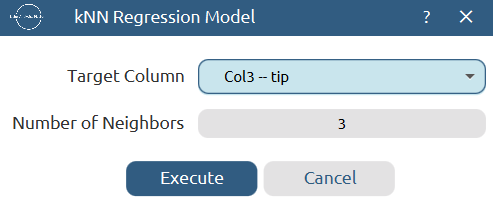 kNN Regression Model ?
Target Column Col3 -- tip
Number of Neighbors 3
Execute Cancel